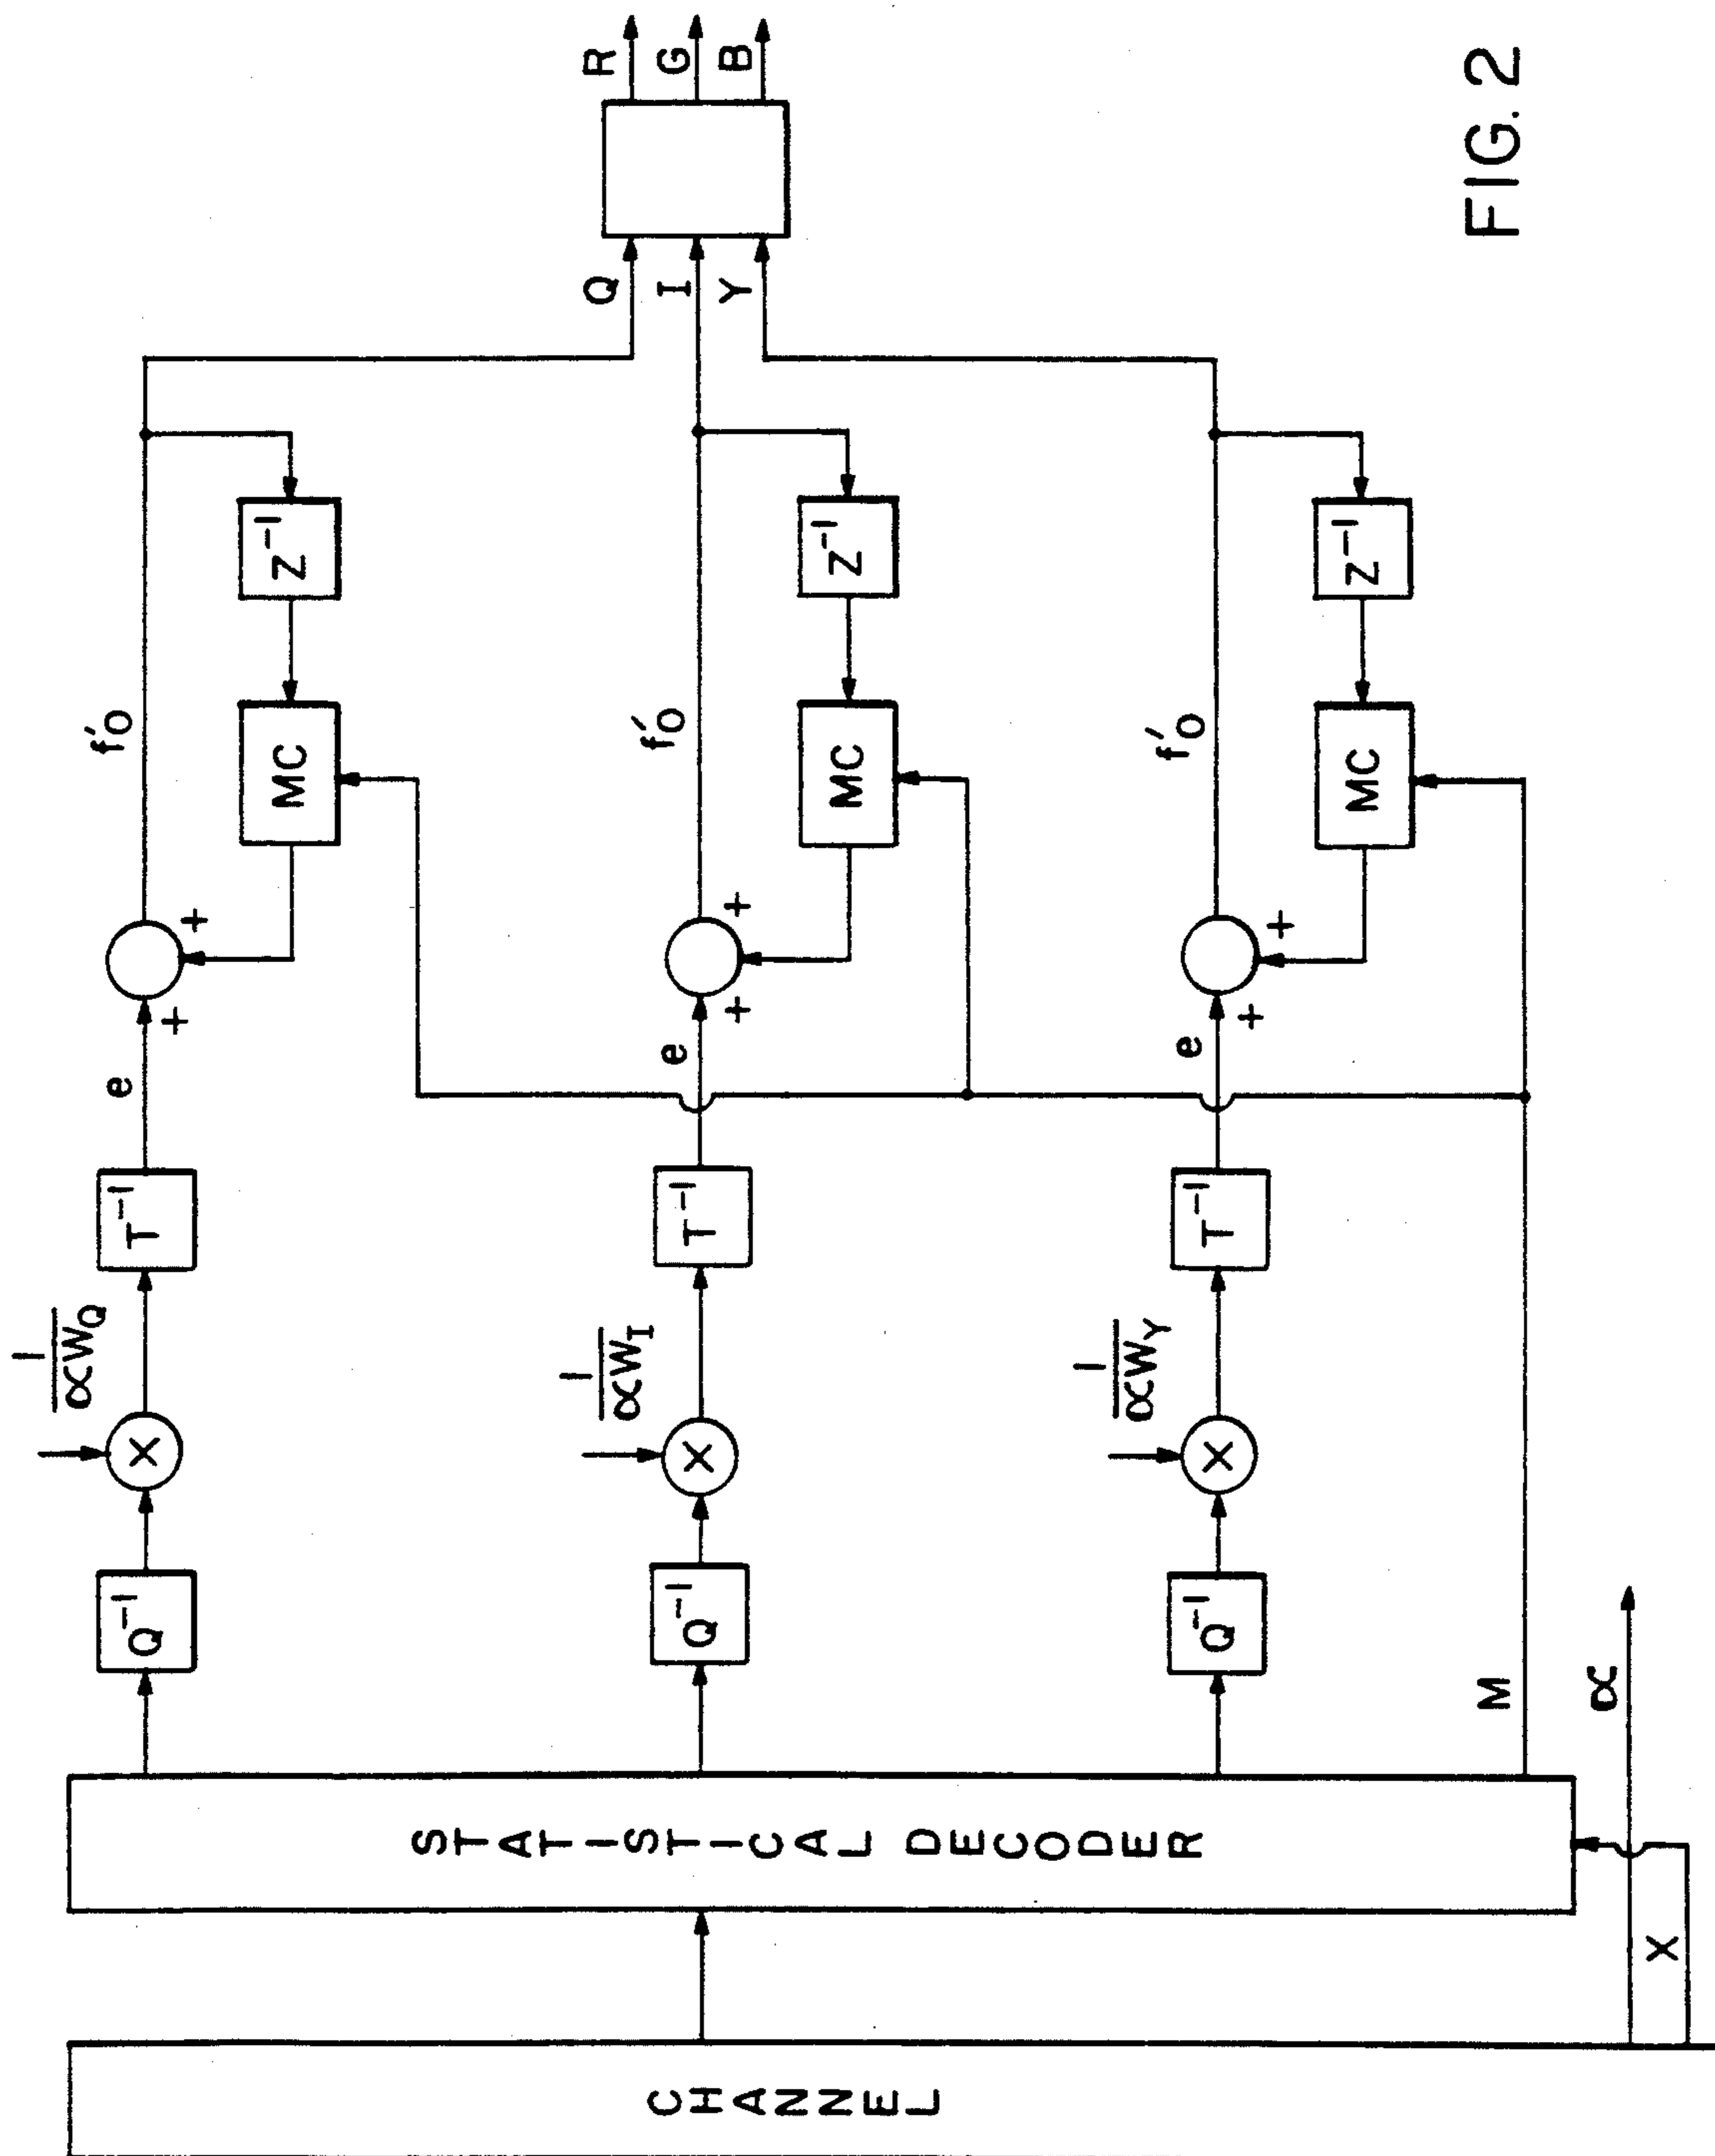 CHANNEL
X
α
STATISTICAL DECODER
M
Q⁻¹
X
1/αW_Q
T⁻¹
e
+
+
f'₀
MC
Z⁻¹
Q⁻¹
X
1/αW_I
T⁻¹
e
+
+
f'₀
MC
Z⁻¹
Q⁻¹
X
1/αW_Y
T⁻¹
e
+
+
f'₀
MC
Z⁻¹
Q
I
Y
R
G
B
FIG. 2